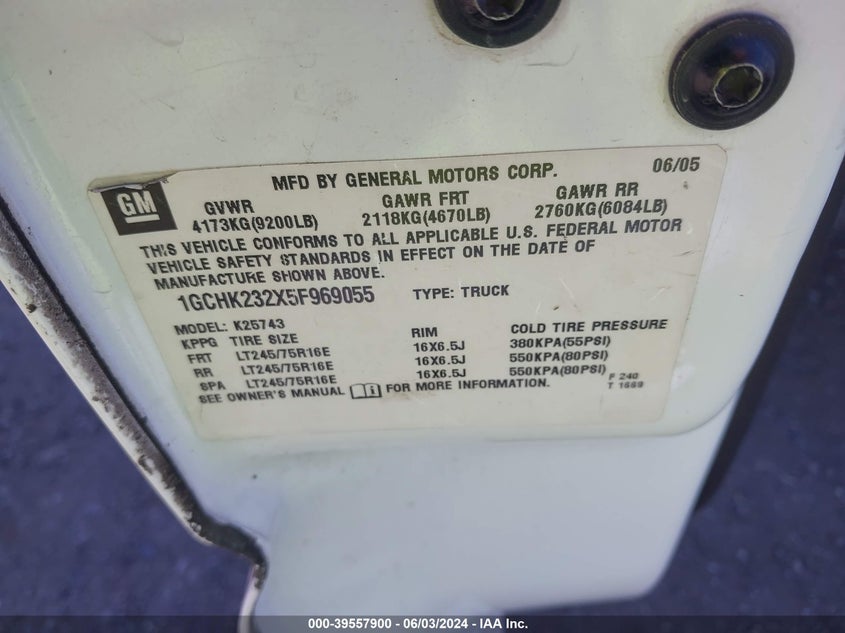 MFD BY GENERAL MOTORS CORP. 06/05
GM
GVWR GAWR FRT GAWR RR
4173KG(9200LB) 2118KG(4670LB) 2760KG(6084LB)
THIS VEHICLE CONFORMS TO ALL APPLICABLE U.S. FEDERAL MOTOR
VEHICLE SAFETY STANDARDS IN EFFECT ON THE DATE OF
MANUFACTURE SHOWN ABOVE.
1GCHK232X5F969055 TYPE: TRUCK
MODEL: K25743
KPPG TIRE SIZE RIM COLD TIRE PRESSURE
FRT LT245/75R16E 16X6.5J 380KPA(55PSI)
RR LT245/75R16E 16X6.5J 550KPA(80PSI)
SPA LT245/75R16E 16X6.5J 550KPA(80PSI)
SEE OWNER'S MANUAL FOR MORE INFORMATION.
F 240
T 1669
000-39557900 - 06/03/2024 - IAA Inc.